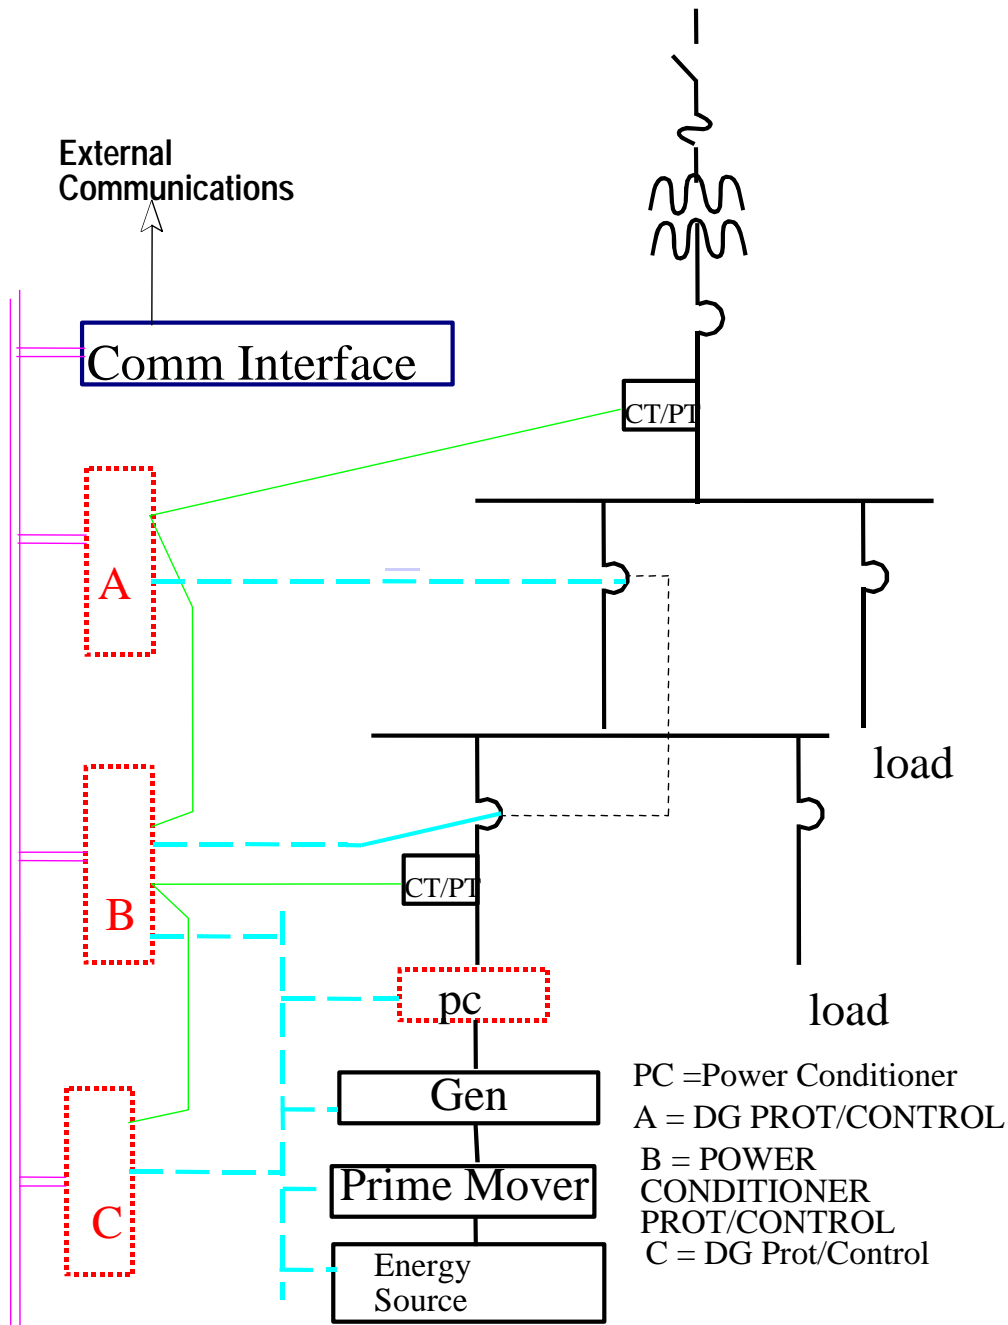 External
Communications
Comm Interface
CT/PT
A
load
B
CT/PT
pc
load
PC =Power Conditioner
Gen
A = DG PROT/CONTROL
B = POWER
CONDITIONER
PROT/CONTROL
Prime Mover
C
C = DG Prot/Control
Energy
Source